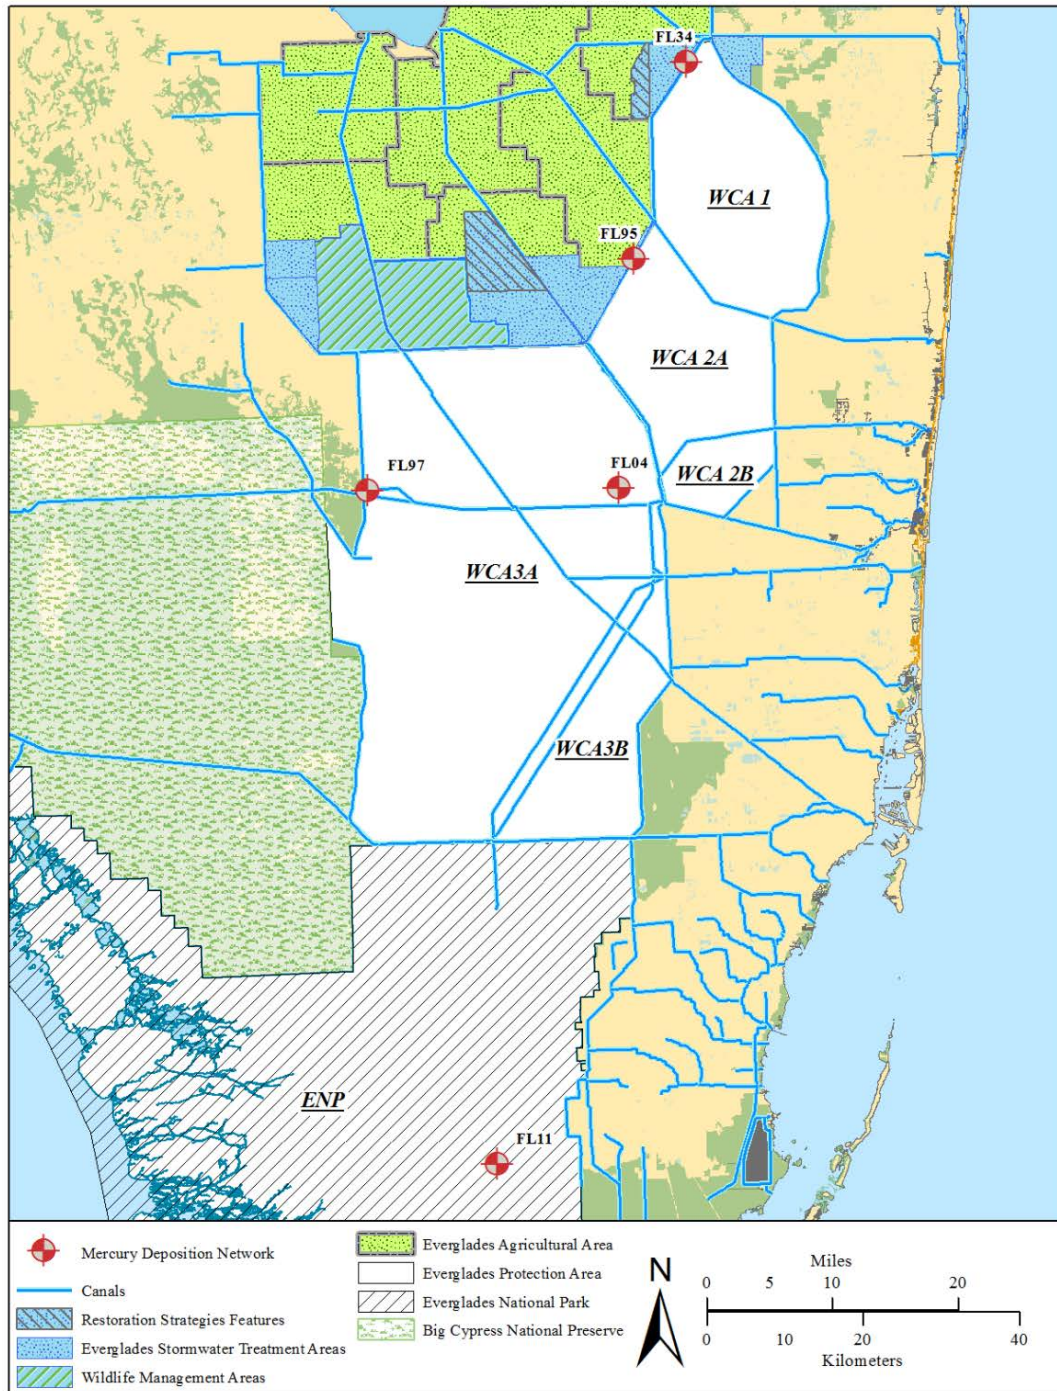 FL34
WCA 1
FL95
WCA 2A
FL97
FL04
WCA 2B
WCA3A
WCA3B
ENP
FL11
Mercury Deposition Network
Canals
Restoration Strategies Features
Everglades Stormwater Treatment Areas
Wildlife Management Areas
Everglades Agricultural Area
Everglades Protection Area
Everglades National Park
Big Cypress National Preserve
N
Miles
0 5 10 20
0 10 20 40
Kilometers